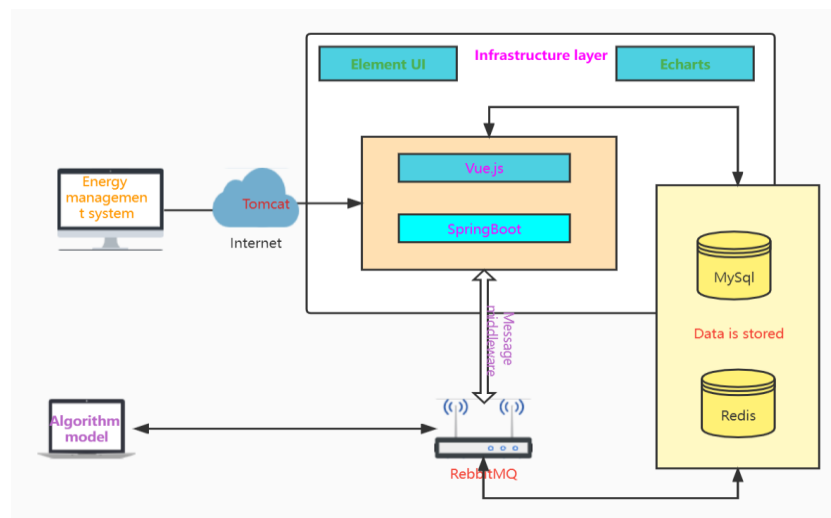 Infrastructure layer
Element UI
Echarts
Vue.js
SpringBoot
Energy
managemen
t system
Tomcat
Internet
MySql
Data is stored
Redis
Message
middleware
Algorithm
model
RebbitMQ